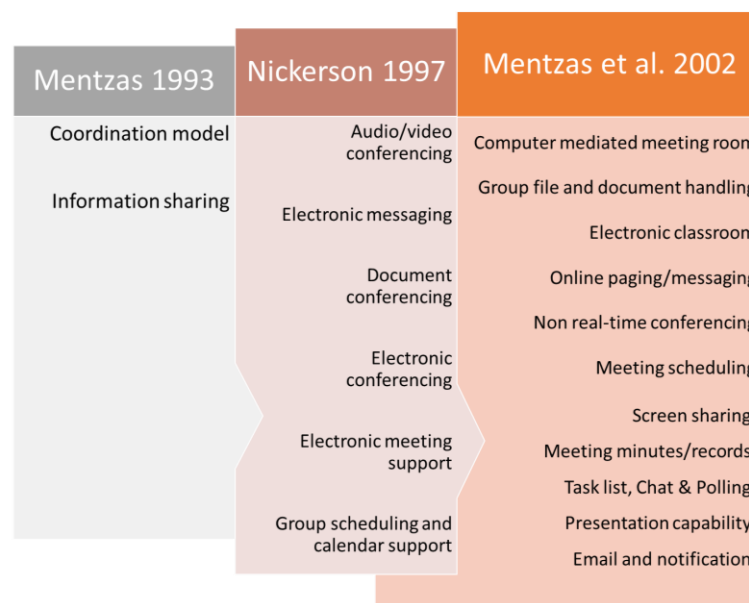 Mentzas 1993
Coordination model
Information sharing
Nickerson 1997
Audio/video
conferencing
Electronic messaging
Document
conferencing
Electronic
conferencing
Electronic meeting
support
Group scheduling and
calendar support
Mentzas et al. 2002
Computer mediated meeting room
Group file and document handling
Electronic classroom
Online paging/messaging
Non real-time conferencing
Meeting scheduling
Screen sharing
Meeting minutes/records
Task list, Chat & Polling
Presentation capability
Email and notification